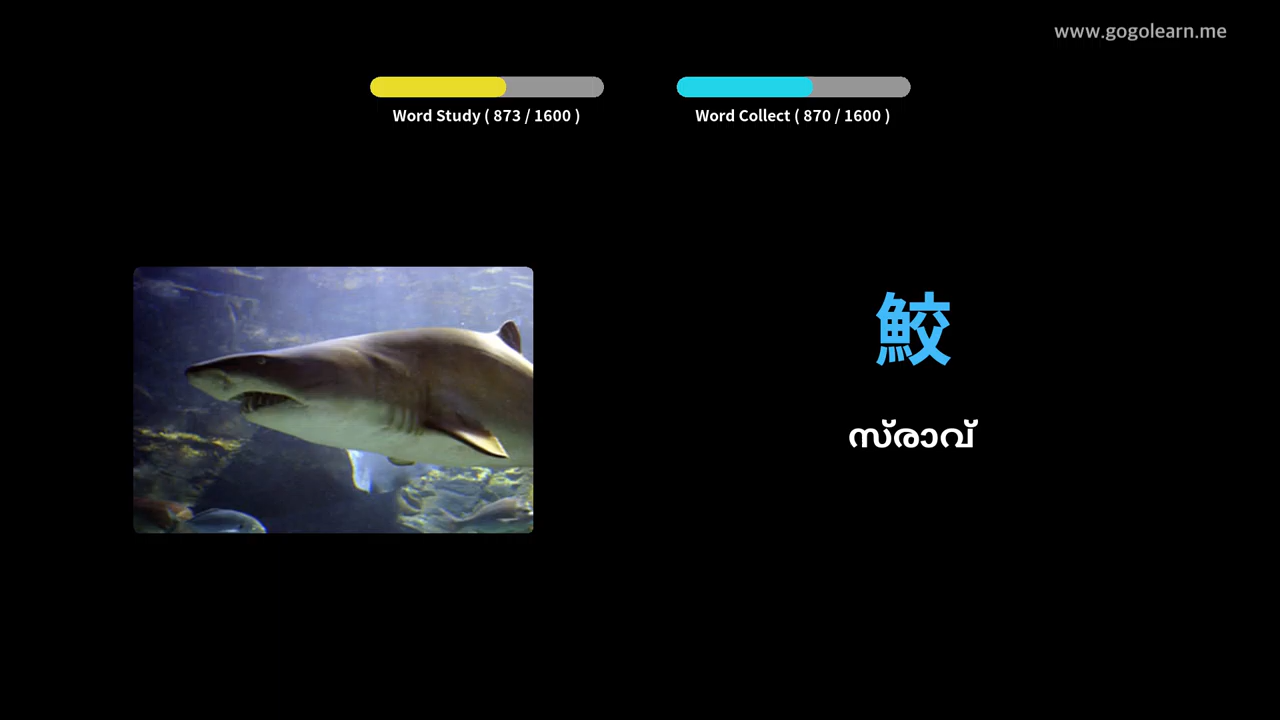 www.gogolearn.me
Word Study ( 873 / 1600 )
Word Collect ( 870 / 1600 )
鮫
സ്രാവ്